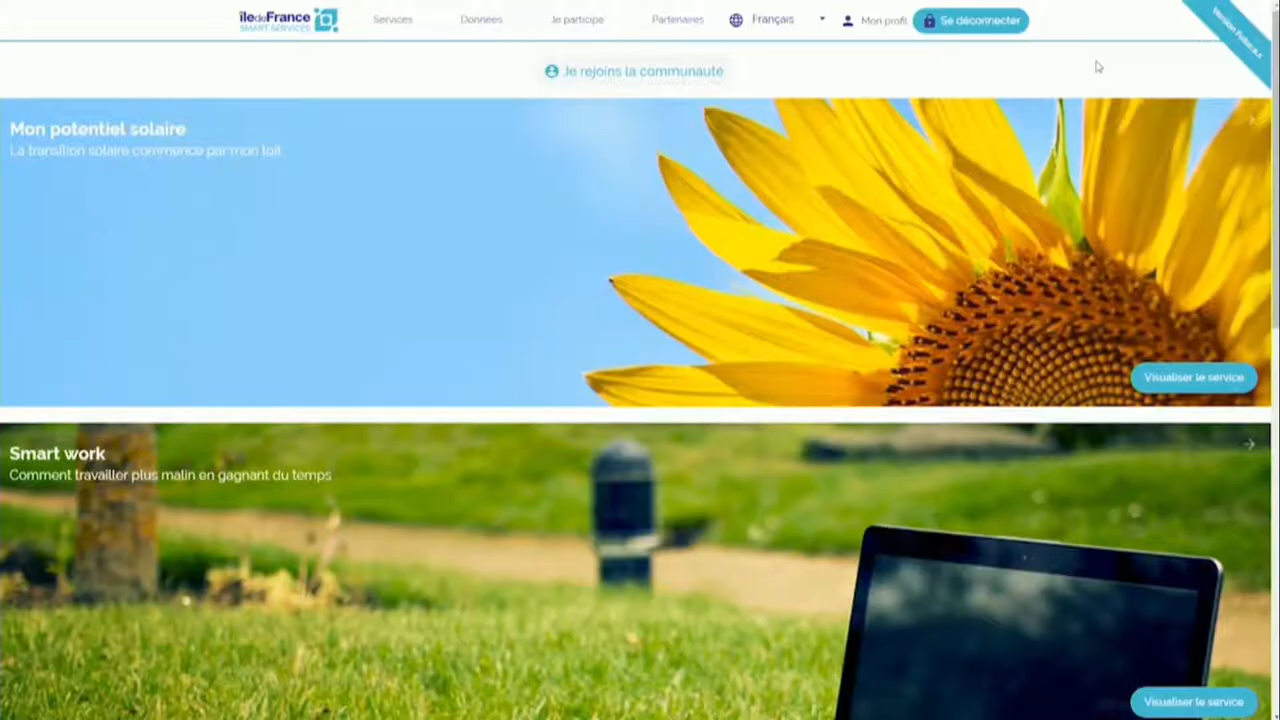 îledeFrance
SMART SERVICES
Services
Données
Je participe
Partenaires
Français
Mon profil
Se déconnecter
Je rejoins la communauté
Mon potentiel solaire
La transition solaire commence par mon toit
Visualiser le service
Smart work
Comment travailler plus malin en gagnant du temps
Visualiser le service